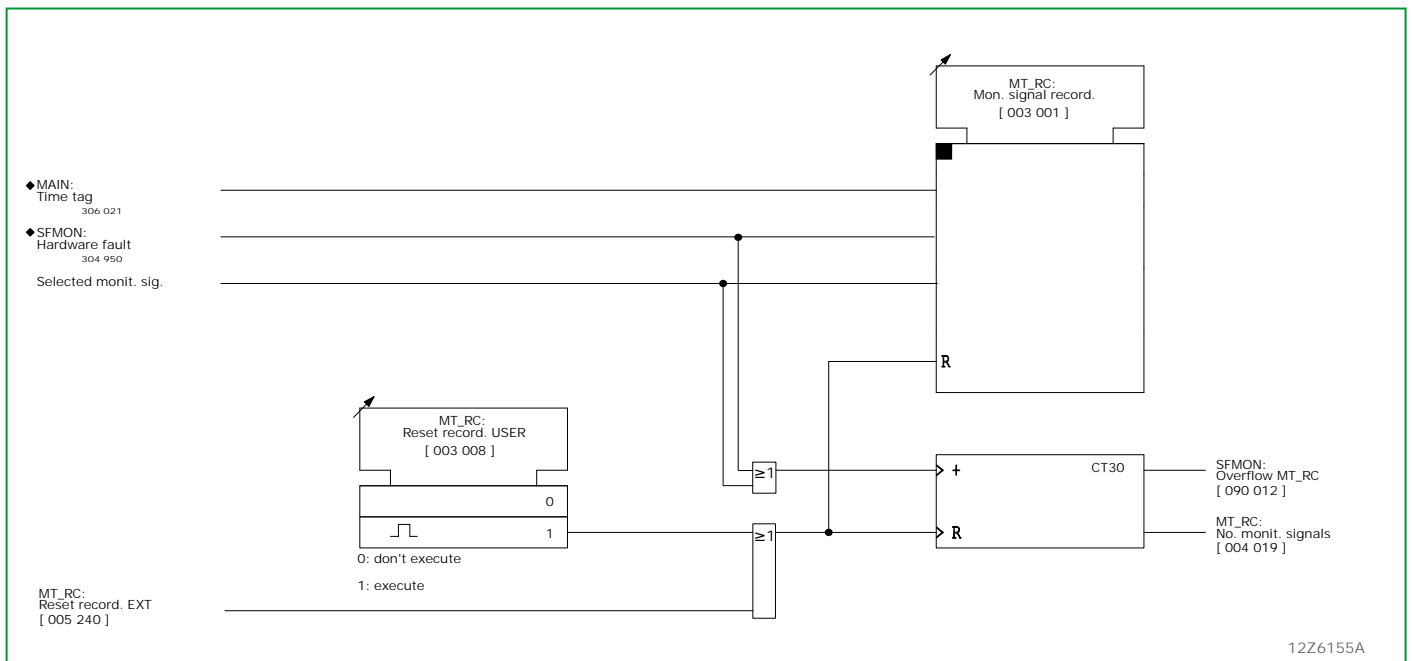 MT_RC:
Mon. signal record.
[ 003 001 ]
MAIN:
Time tag
306 021
SFMON:
Hardware fault
304 950
Selected monit. sig.
R
MT_RC:
Reset record. USER
[ 003 008 ]
0
1
0: don't execute
1: execute
≥1
≥1
+
CT30
R
SFMON:
Overflow MT_RC
[ 090 012 ]
MT_RC:
No. monit. signals
[ 004 019 ]
MT_RC:
Reset record. EXT
[ 005 240 ]
12Z6155A